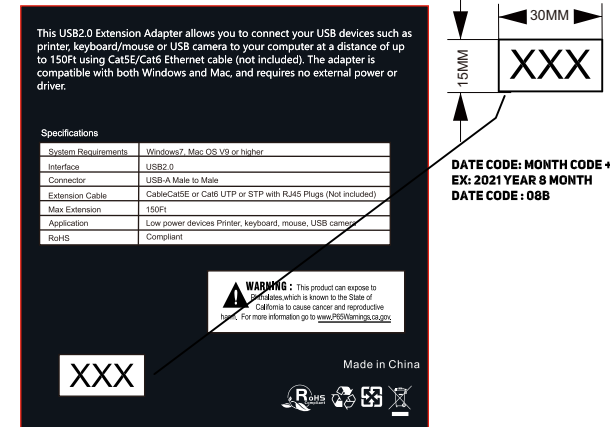 This USB2.0 Extension Adapter allows you to connect your USB devices such as
printer, keyboard/mouse or USB camera to your computer at a distance of up
to 150Ft using Cat5E/Cat6 Ethernet cable (not included). The adapter is
compatible with both Windows and Mac, and requires no external power or
driver.
Specifications
System Requirements Windows7, Mac OS V9 or higher
Interface USB2.0
Connector USB-A Male to Male
Extension Cable CableCat5E or Cat6 UTP or STP with RJ45 Plugs (Not included)
Max Extension 150Ft
Application Low power devices Printer, keyboard, mouse, USB camera
RoHS Compliant
WARNING : This product can expose to
Phthalates,which is known to the State of
California to cause cancer and reproductive
harm, For more information go to www,P65Warnings,ca,gov,
XXX
Made in China
RoHS
Compliant
30MM
15MM
XXX
DATE CODE: MONTH CODE +
EX: 2021 YEAR 8 MONTH
DATE CODE : 08B